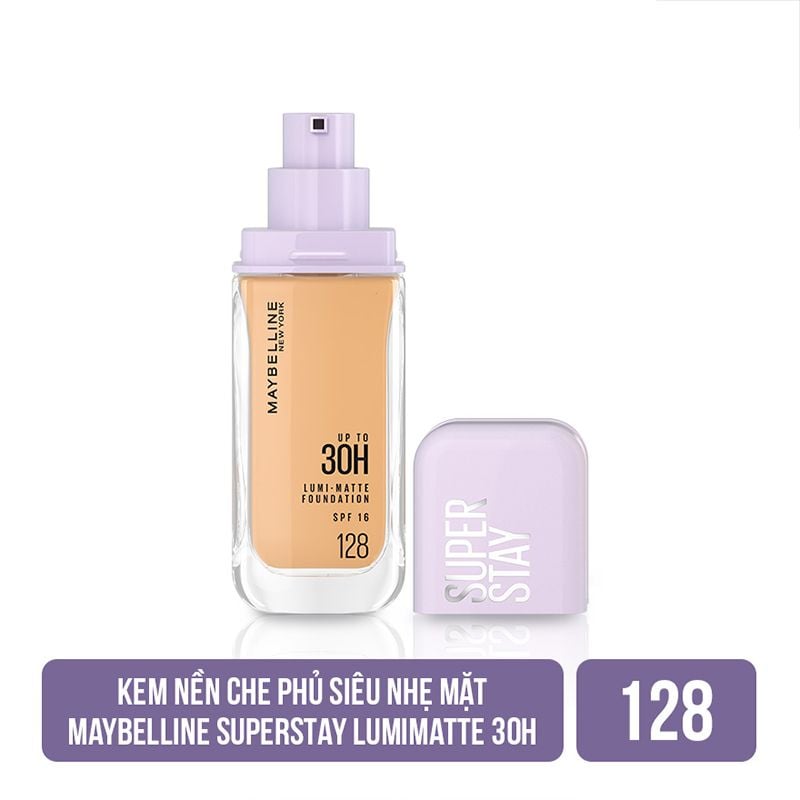 MAYBELLINE
NEW YORK
UP TO
30H
LUMI-MATTE
FOUNDATION
SPF 16
128
SUPER
STAY
KEM NỀN CHE PHỦ SIÊU NHẸ MẶT
MAYBELLINE SUPERSTAY LUMIMATTE 30H
128